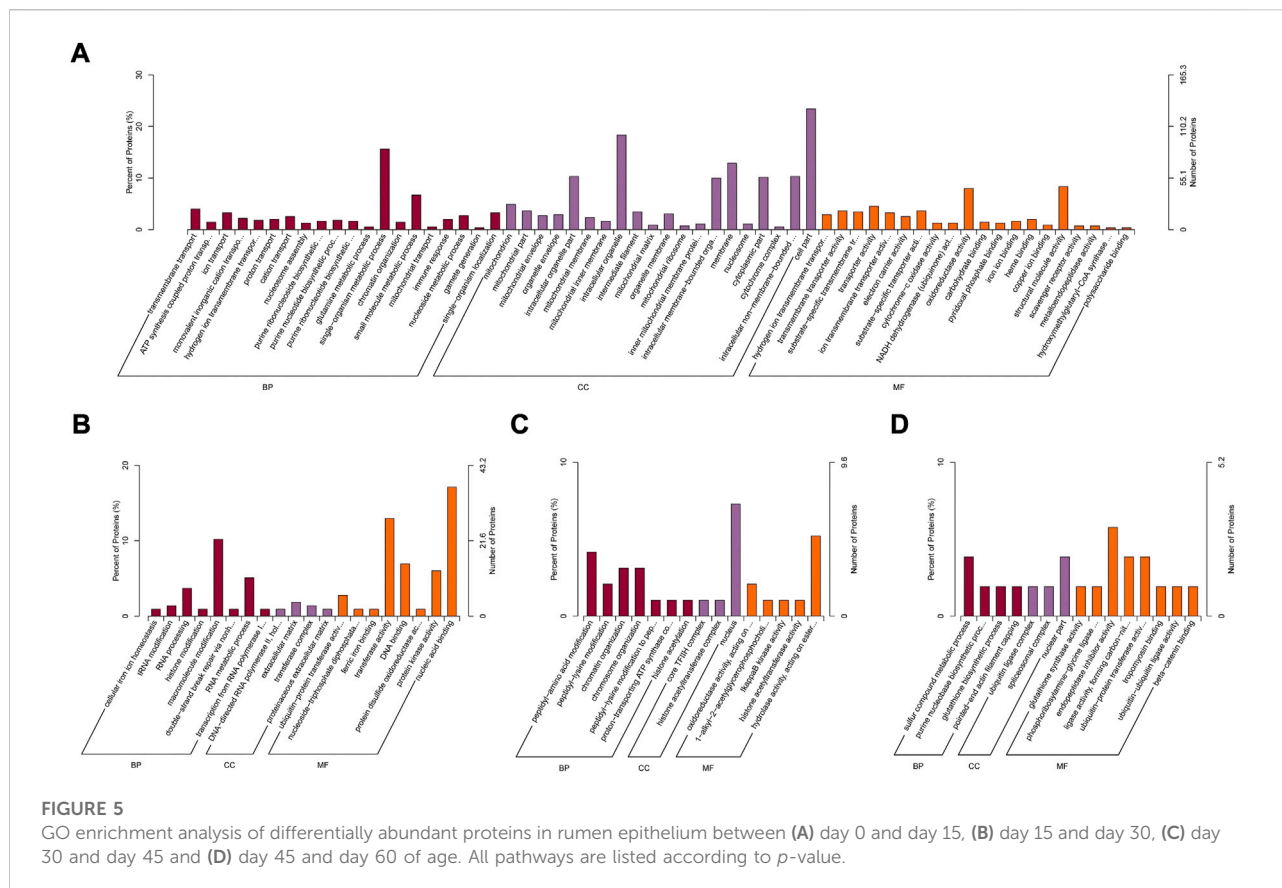 A
Percent of Proteins (%)
30
20
10
0
Number of Proteins
165.3
110.2
55.1
0
transmembrane transport
ATP synthesis coupled proton transp...
ion transport
monovalent inorganic cation transpo...
hydrogen ion transmembrane transpor...
proton transport
cation transport
nucleosome assembly
purine ribonucleoside biosynthetic ...
purine nucleotide biosynthetic proc...
purine ribonucleotide biosynthetic ...
glutamine metabolic process
single−organism metabolic process
chromatin organization
small molecule metabolic process
mitochondrial transport
immune response
nucleoside metabolic process
gamete generation
single−organism localization
mitochondrion
mitochondrial part
mitochondrial envelope
organelle envelope
intracellular organelle part
mitochondrial membrane
mitochondrial inner membrane
intracellular organelle
intermediate filament
mitochondrial matrix
organelle membrane
mitochondrial ribosome
inner mitochondrial membrane protei...
intracellular membrane−bounded orga...
membrane
nucleosome
cytoplasmic part
cytochrome complex
intracellular non−membrane−bounded ...
cell part
hydrogen ion transmembrane transpor...
transmembrane transporter activity
substrate−specific transmembrane tr...
transporter activity
ion transmembrane transporter activ...
electron carrier activity
substrate−specific transporter acti...
cytochrome−c oxidase activity
NADH dehydrogenase (ubiquinone) act...
oxidoreductase activity
carbohydrate binding
pyridoxal phosphate binding
iron ion binding
heme binding
copper ion binding
structural molecule activity
scavenger receptor activity
metalloendopeptidase activity
hydroxymethylglutaryl−CoA synthase ...
polysaccharide binding
BP
CC
MF
B
Percent of Proteins (%)
20
10
0
Number of Proteins
43.2
21.6
0
cellular iron ion homeostasis
tRNA modification
RNA processing
histone modification
macromolecule modification
double−strand break repair via nonh...
RNA metabolic process
transcription from RNA polymerase I...
DNA−directed RNA polymerase II, hol...
extracellular matrix
transferase complex
proteinaceous extracellular matrix
ubiquitin−protein transferase activ...
nucleoside−triphosphate diphosphata...
ferric iron binding
transferase activity
DNA binding
protein disulfide oxidoreductase ac...
protein kinase activity
nucleic acid binding
BP
CC
MF
C
Percent of Proteins (%)
10
0
Number of Proteins
9.6
0
peptidyl−amino acid modification
peptidyl−lysine modification
chromatin organization
chromosome organization
peptidyl−lysine modification to pep...
proton−transporting ATP synthase co...
histone acetylation
core TFIIH complex
histone acetyltransferase complex
nucleus
oxidoreductase activity, acting on ...
1−alkyl−2−acetylglycerophosphocholi...
IkappaB kinase activity
histone acetyltransferase activity
hydrolase activity, acting on ester...
BP
CC
MF
D
Percent of Proteins (%)
10
0
Number of Proteins
5.2
0
sulfur compound metabolic process
purine nucleobase biosynthetic proc...
glutathione biosynthetic process
pointed−end actin filament capping
ubiquitin ligase complex
spliceosomal complex
nuclear part
glutathione synthase activity
phosphoribosylamine−glycine ligase ...
endopeptidase inhibitor activity
ligase activity, forming carbon−nit...
ubiquitin−protein transferase activ...
tropomyosin binding
ubiquitin−ubiquitin ligase activity
beta−catenin binding
BP
CC
MF
FIGURE 5
GO enrichment analysis of differentially abundant proteins in rumen epithelium between (A) day 0 and day 15, (B) day 15 and day 30, (C) day
30 and day 45 and (D) day 45 and day 60 of age. All pathways are listed according to p-value.